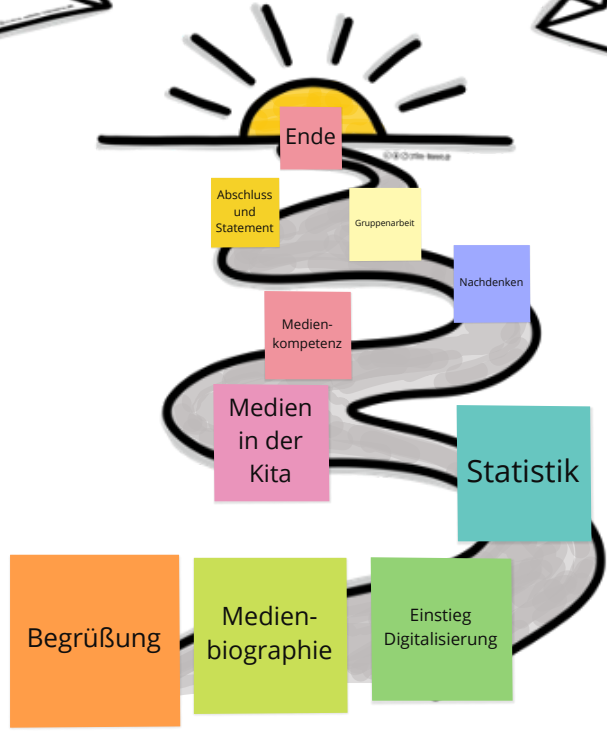 Ende
Abschluss
und
Statement
Gruppenarbeit
Nachdenken
Medien-
kompetenz
Medien
in der
Kita
Statistik
Begrüßung
Medien-
biographie
Einstieg
Digitalisierung